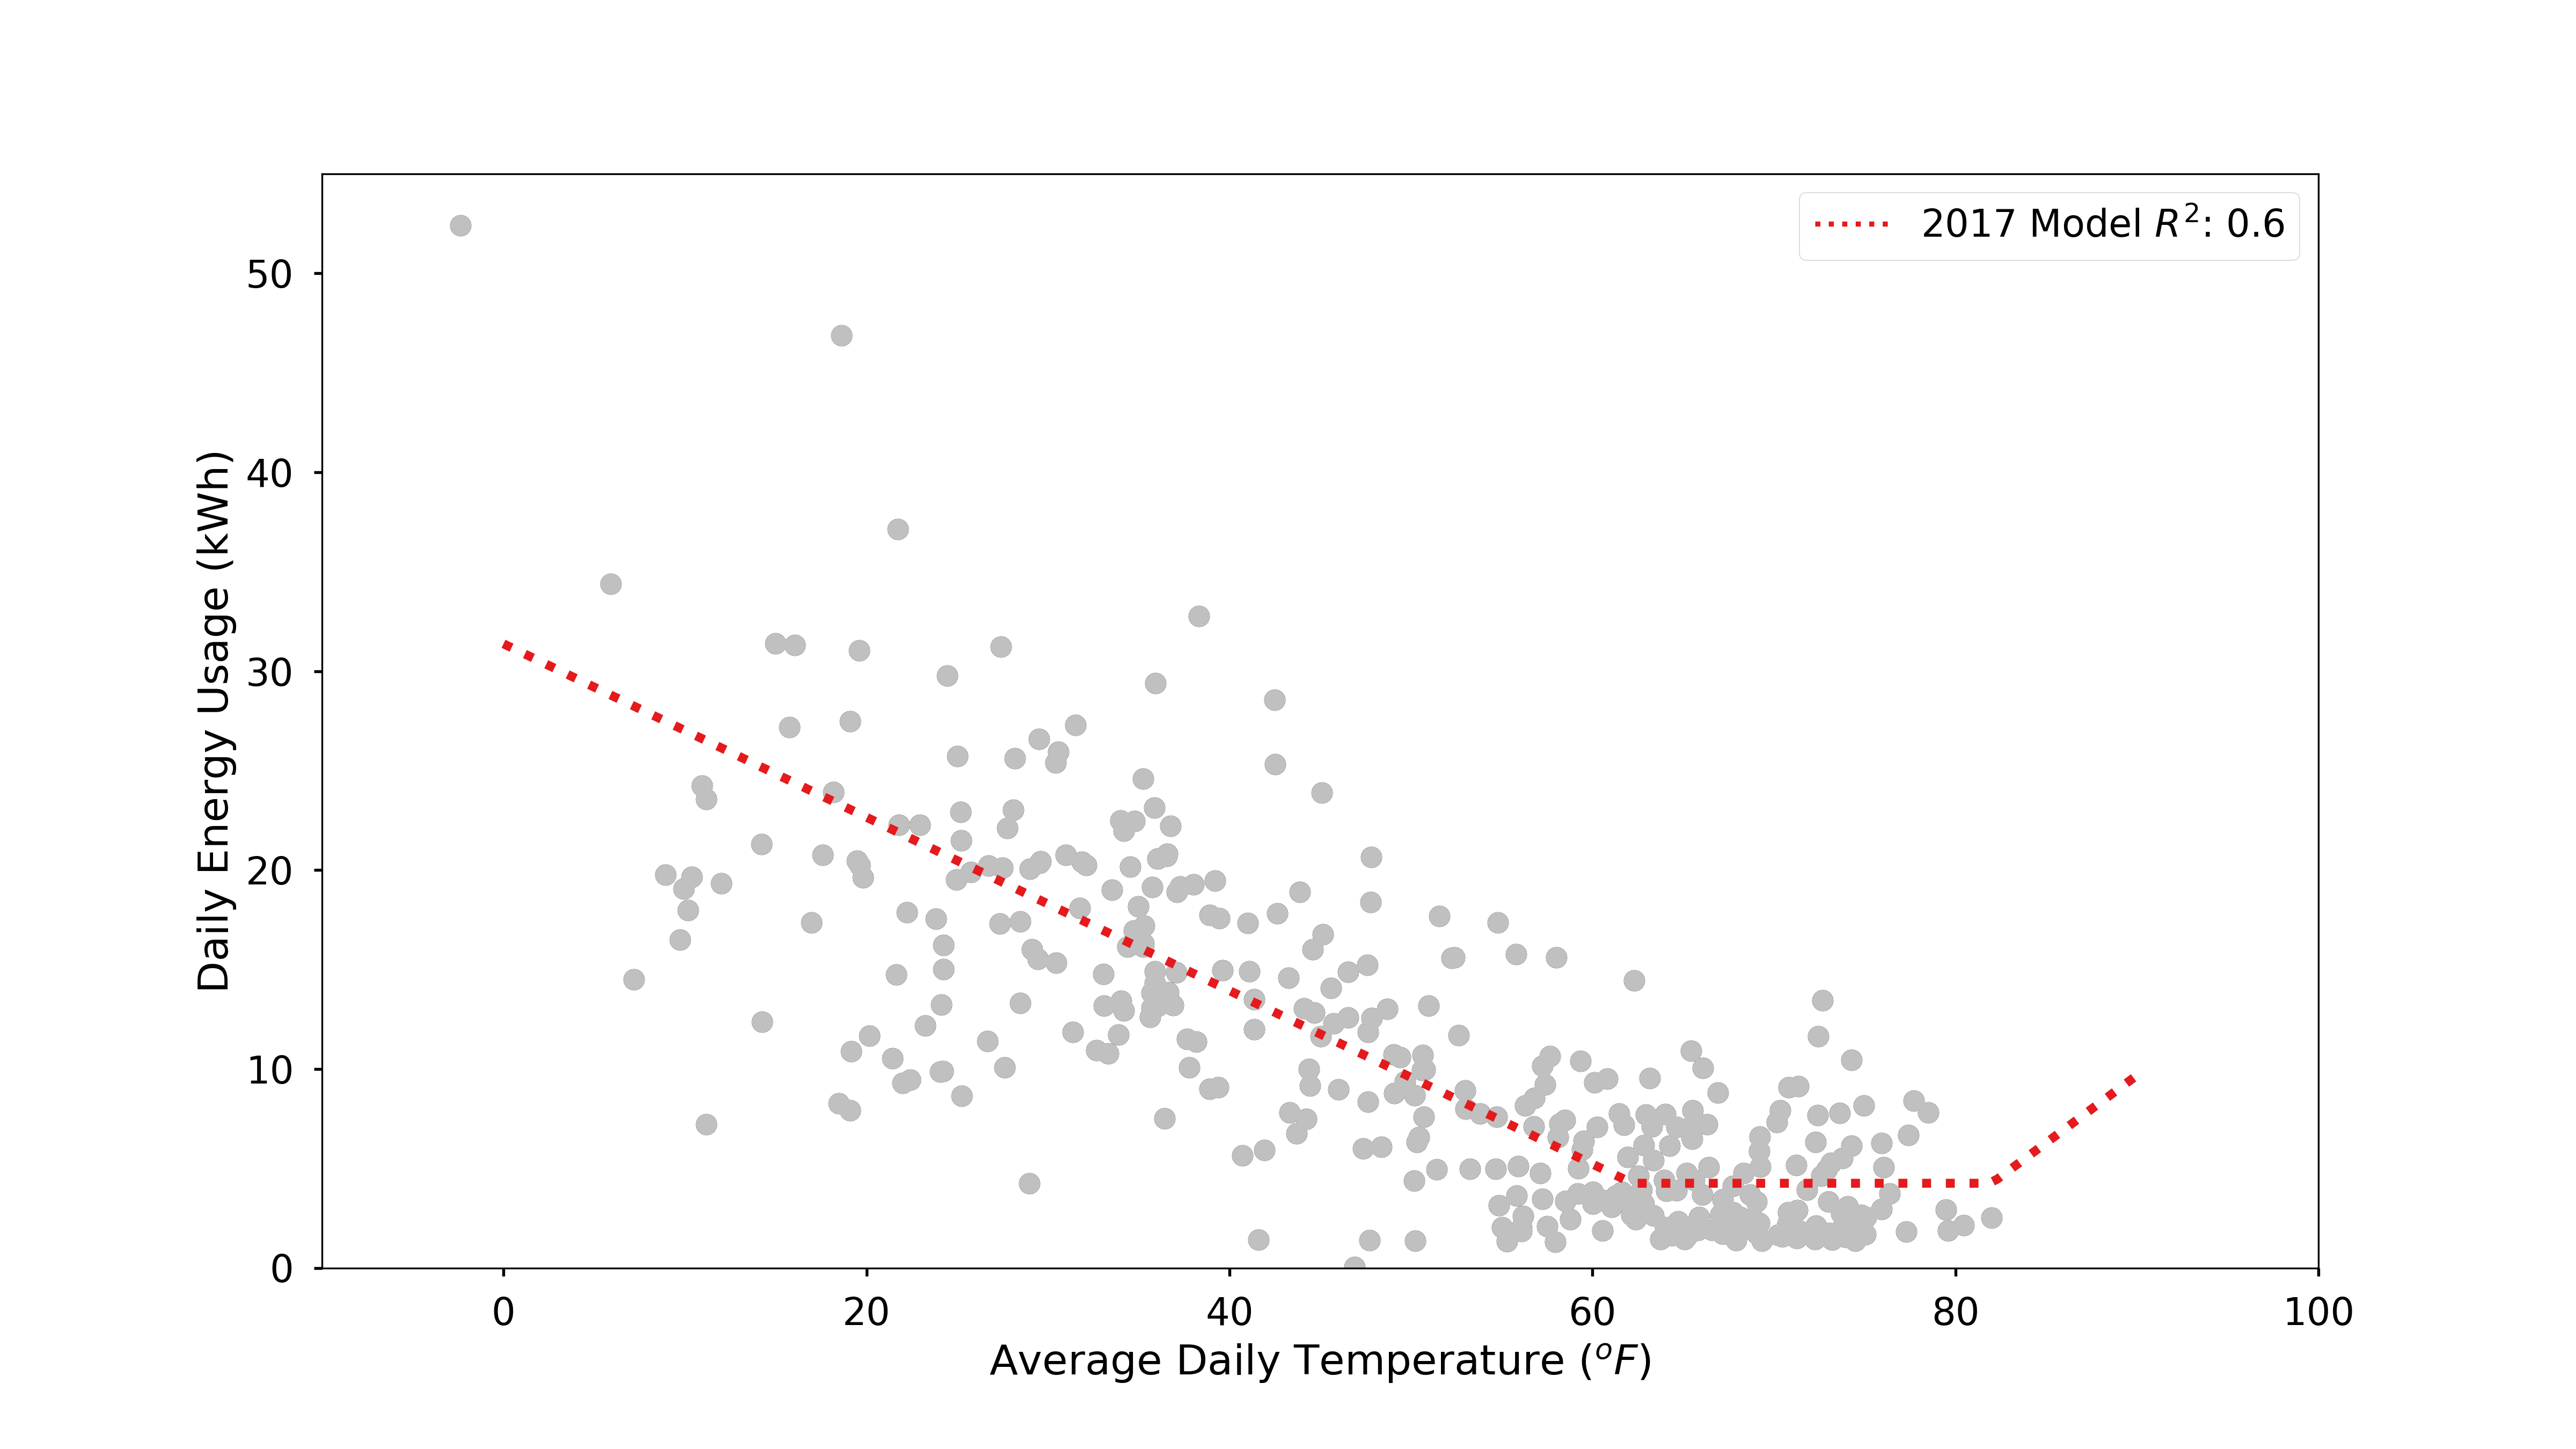 2017 Model R²: 0.6
50
40
30
20
10
0
Daily Energy Usage (kWh)
0 20 40 60 80 100
Average Daily Temperature (°F)